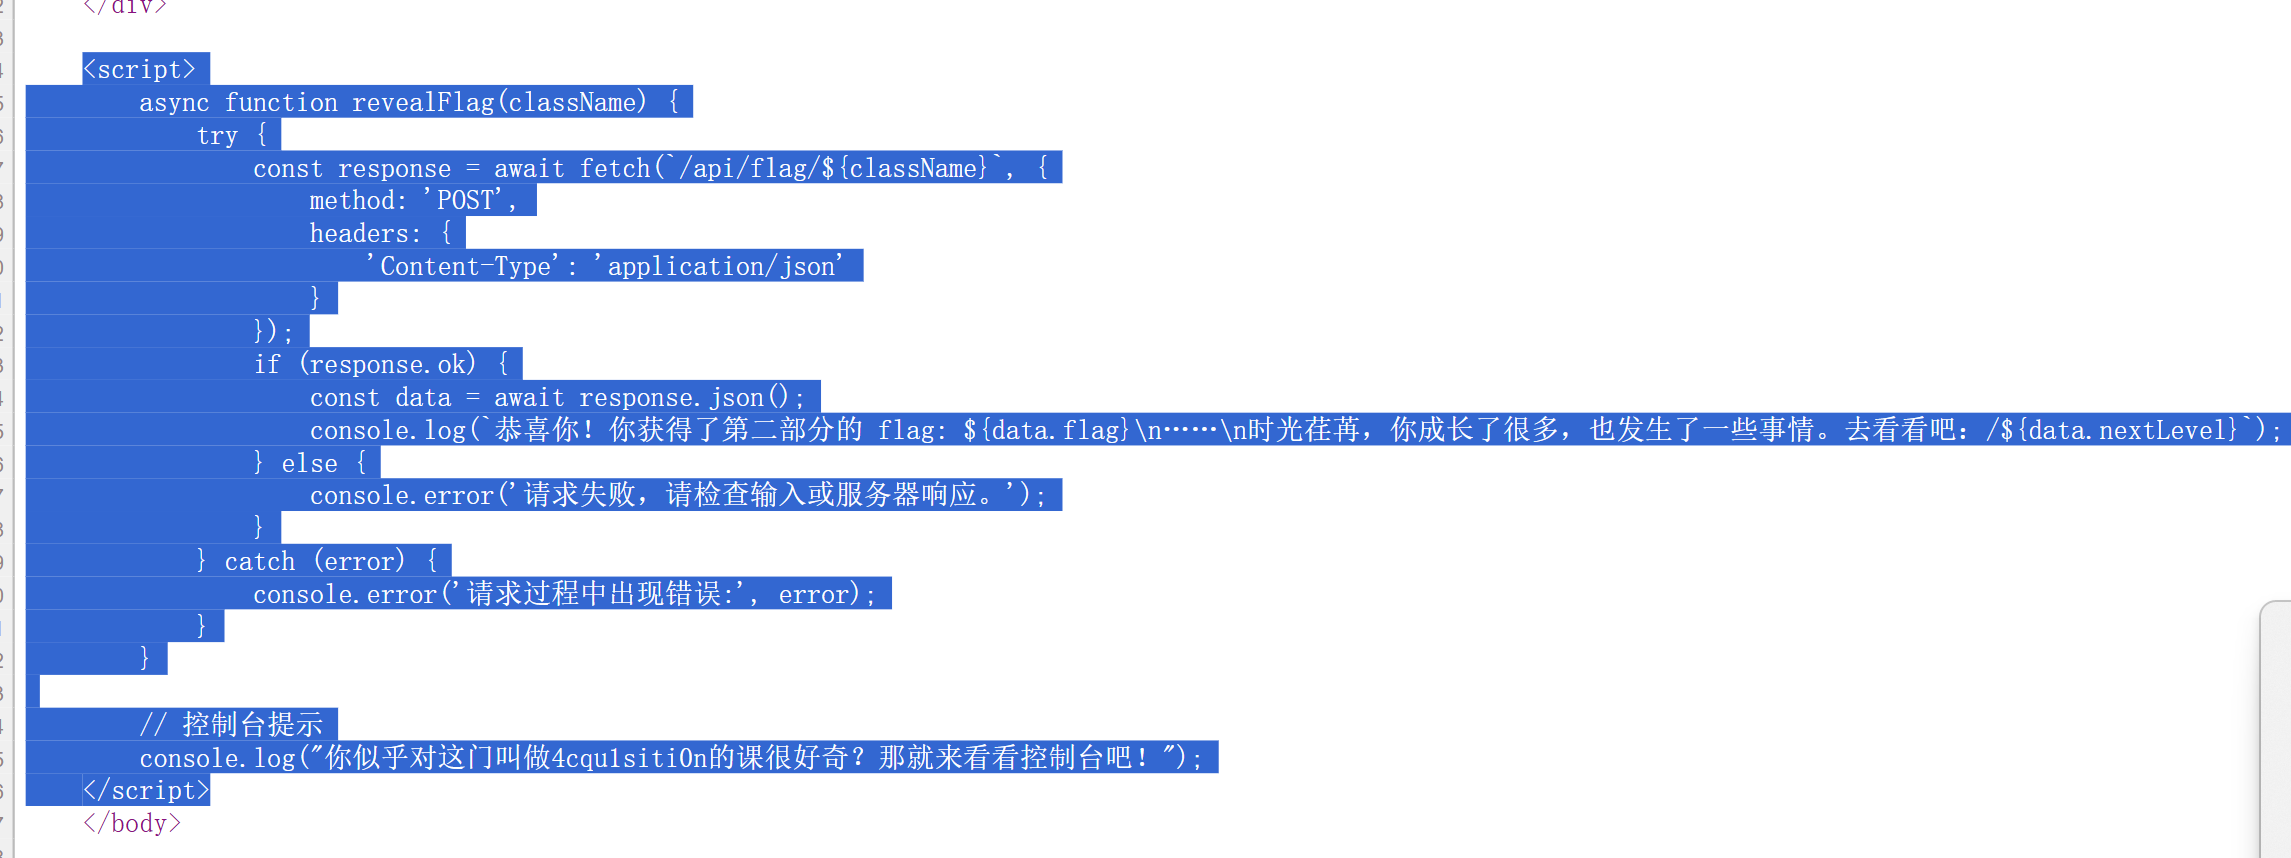 </div>
<script>
async function revealFlag(className) {
try {
const response = await fetch(`/api/flag/${className}`, {
method: 'POST',
headers: {
'Content-Type': 'application/json'
}
});
if (response.ok) {
const data = await response.json();
console.log(`恭喜你！你获得了第二部分的 flag: ${data.flag}\n……\n时光荏苒，你成长了很多，也发生了一些事情。去看看吧：/${data.nextLevel}`);
} else {
console.error('请求失败，请检查输入或服务器响应。');
}
} catch (error) {
console.error('请求过程中出现错误:', error);
}
}
// 控制台提示
console.log("你似乎对这门叫做4cqu1siti0n的课很好奇？那就来看看控制台吧！");
</script>
</body>